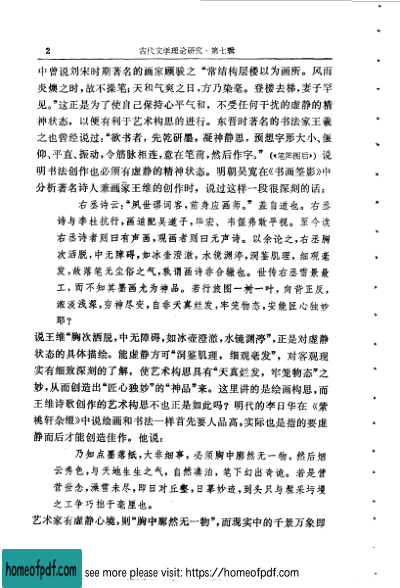 2
古代文学理论研究·第七辑
中曾说刘宋时期著名的画家顾骏之“常结构层楼以为画所。风雨
炎燠之时，故不操笔；天和气爽之日，方乃染毫。登楼去梯，妻子罕
见。”这正是为了使自己保持心平气和，不受任何干扰的虚静的精
神状态，以便有利于艺术构思的进行。东晋时著名的书法家王羲
之也曾经说过：“欲书者，先乾研墨，凝神静思，预想字形大小、偃
仰、平直、振动，令筋脉相连，意在笔前，然后作字。”（《笔阵图后》）说
明书法创作也必须有虚静的精神状态。明朝吴宽在《书画筌影》中
分析著名诗人兼画家王维的创作时，说过这样一段很深刻的话：
右丞诗云：“夙世谬词客，前身应画师。”盖自道也。右丞
诗与李杜抗行，画追配吴道子，毕宏、韦偃弗敢平视。至今读
右丞诗者则曰有声画，观画者则曰无声诗。以余论之，右丞胸
次洒脱，中无障碍，如冰壶澄澈，水镜渊渟，洞鉴肌理，细观毫
发，故落笔无尘俗之气，孰谓画诗非合辙也。世传右丞雪景最
工，而不知其墨画尤为神品。若行旅图一树一叶，向背正反，
浓淡浅深，穷神尽变，自非天真烂发，牢笼物态，安能匠心独妙
耶？
说王维“胸次洒脱，中无障碍，如冰壶澄澈，水镜渊渟”，正是对虚静
状态的具体描绘。能虚静方可“洞鉴肌理，细观毫发”，对客观现
实有细致深刻的了解，使艺术构思具有“天真烂发，牢笼物态”之
妙，从而创造出“匠心独妙”的“神品”来。这里讲的是绘画构思，而
王维诗歌创作的艺术构思不也正是如此吗？明代的李日华在《紫
桃轩杂缀》中说绘画和书法一样首先要人品高，实际也是指的要虚
静而后才能创造佳作。他说：
乃知点墨落纸，大非细事，必须胸中廓然无一物，然后烟
云秀色，与天地生生之气，自然凑泊，笔下幻出奇诡。若是营
营世念，澡雪未尽，即日对丘壑，日摹妙迹，到头只与髹采圬墁
之工争巧拙于毫厘也。
艺术家有虚静心境，则“胸中廓然无一物”，而现实中的千景万象即
homeofpdf.com
see more please visit: https://homeofpdf.com